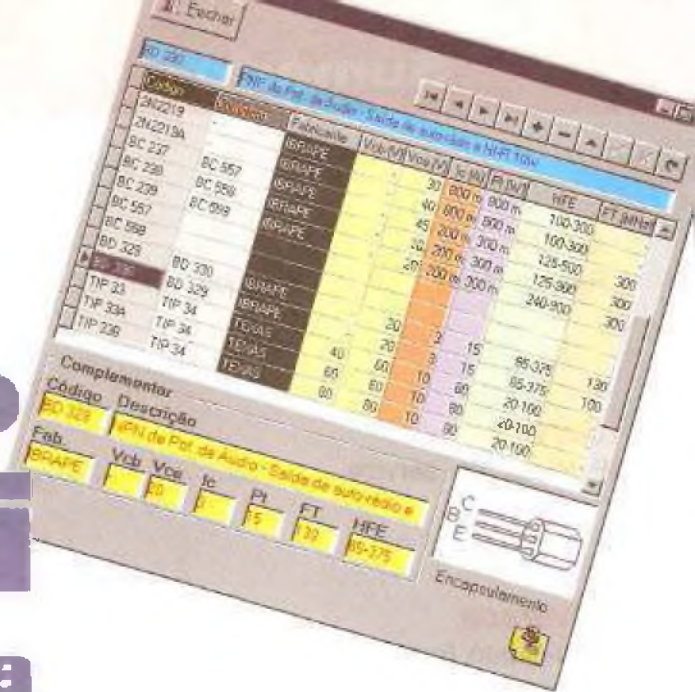 Fechar
BD 330
PNP de Pot. de Áudio - Saída de auto-rádio e HI-FI 10W
Código Fabricante Vcb (V) Vce (V) Ic (A) Pt (W) HFE FT (MHz)
2N2219 - IBRAPE - 30 800 m 800 m 100-300
2N2219A - IBRAPE - 40 800 m 800 m 100-300
BC 237 BC 557 IBRAPE - 45 200 m 300 m 125-500 300
BC 238 BC 558 IBRAPE - 20 200 m 300 m 125-900 300
BC 239 BC 559 IBRAPE - 20 200 m 300 m 240-900 300
BC 557
BC 558
BD 329 BD 330 IBRAPE 20 3 15 85-375 130
BD 330 BD 329 IBRAPE 20 3 15 85-375 100
TIP 33 TIP 34 TEXAS 40 60 10 80 20-100
TIP 33A TIP 34 TEXAS 60 60 10 80 20-100
TIP 33B TIP 34 TEXAS 80 80 10 80 20-100
Complementar
Código Descrição
BD 329 NPN de Pot. de Áudio - Saída de auto-rádio e
Fab. Vcb Vce Ic Pt FT HFE
IBRAPE - 20 3 15 130 85-375
C
B
E
Encapsulamento